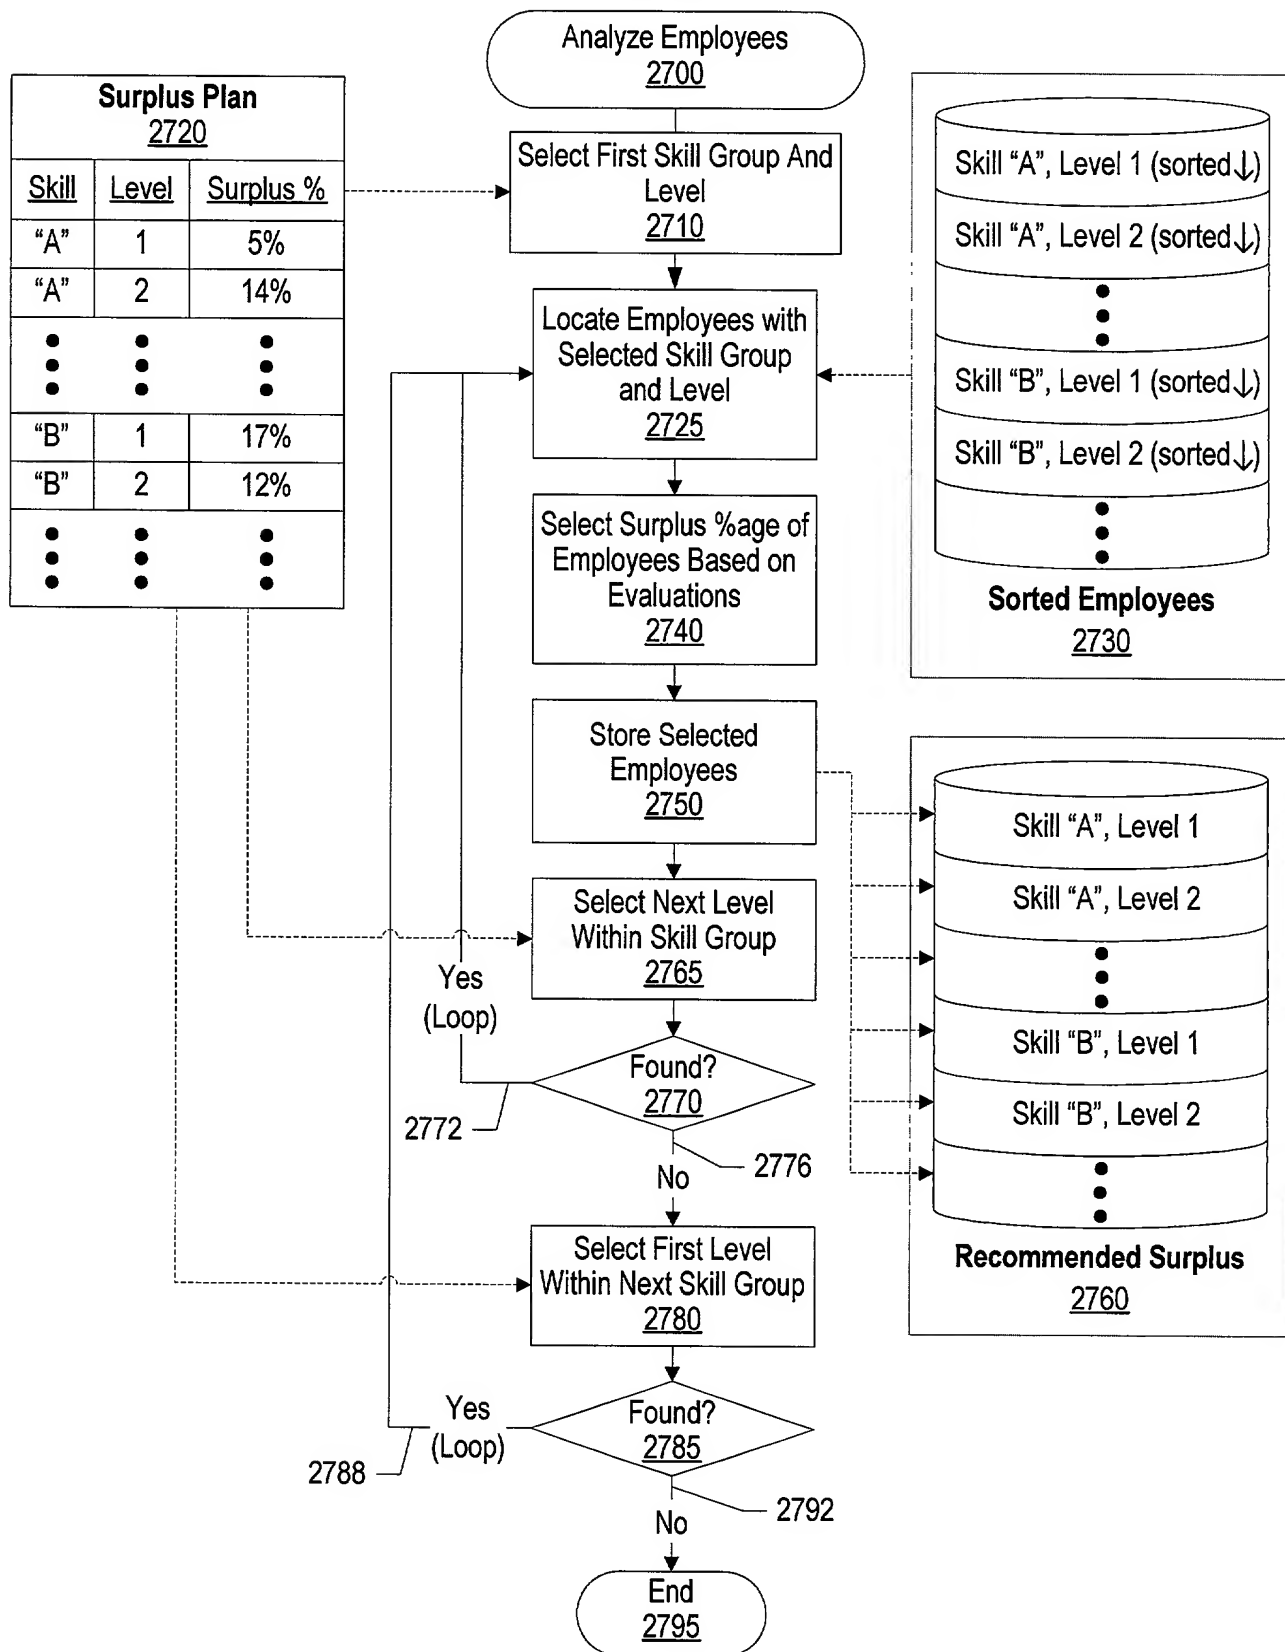 Analyze Employees
2700
Surplus Plan
2720
Skill Level Surplus %
“A” 1 5%
“A” 2 14%
“B” 1 17%
“B” 2 12%
Select First Skill Group And
Level
2710
Locate Employees with
Selected Skill Group
and Level
2725
Select Surplus %age of
Employees Based on
Evaluations
2740
Store Selected
Employees
2750
Select Next Level
Within Skill Group
2765
Yes
(Loop)
Found?
2770
2772
2776
No
Select First Level
Within Next Skill Group
2780
Yes
(Loop)
Found?
2785
2788
2792
No
End
2795
Skill “A”, Level 1 (sorted↓)
Skill “A”, Level 2 (sorted↓)
Skill “B”, Level 1 (sorted↓)
Skill “B”, Level 2 (sorted↓)
Sorted Employees
2730
Skill “A”, Level 1
Skill “A”, Level 2
Skill “B”, Level 1
Skill “B”, Level 2
Recommended Surplus
2760